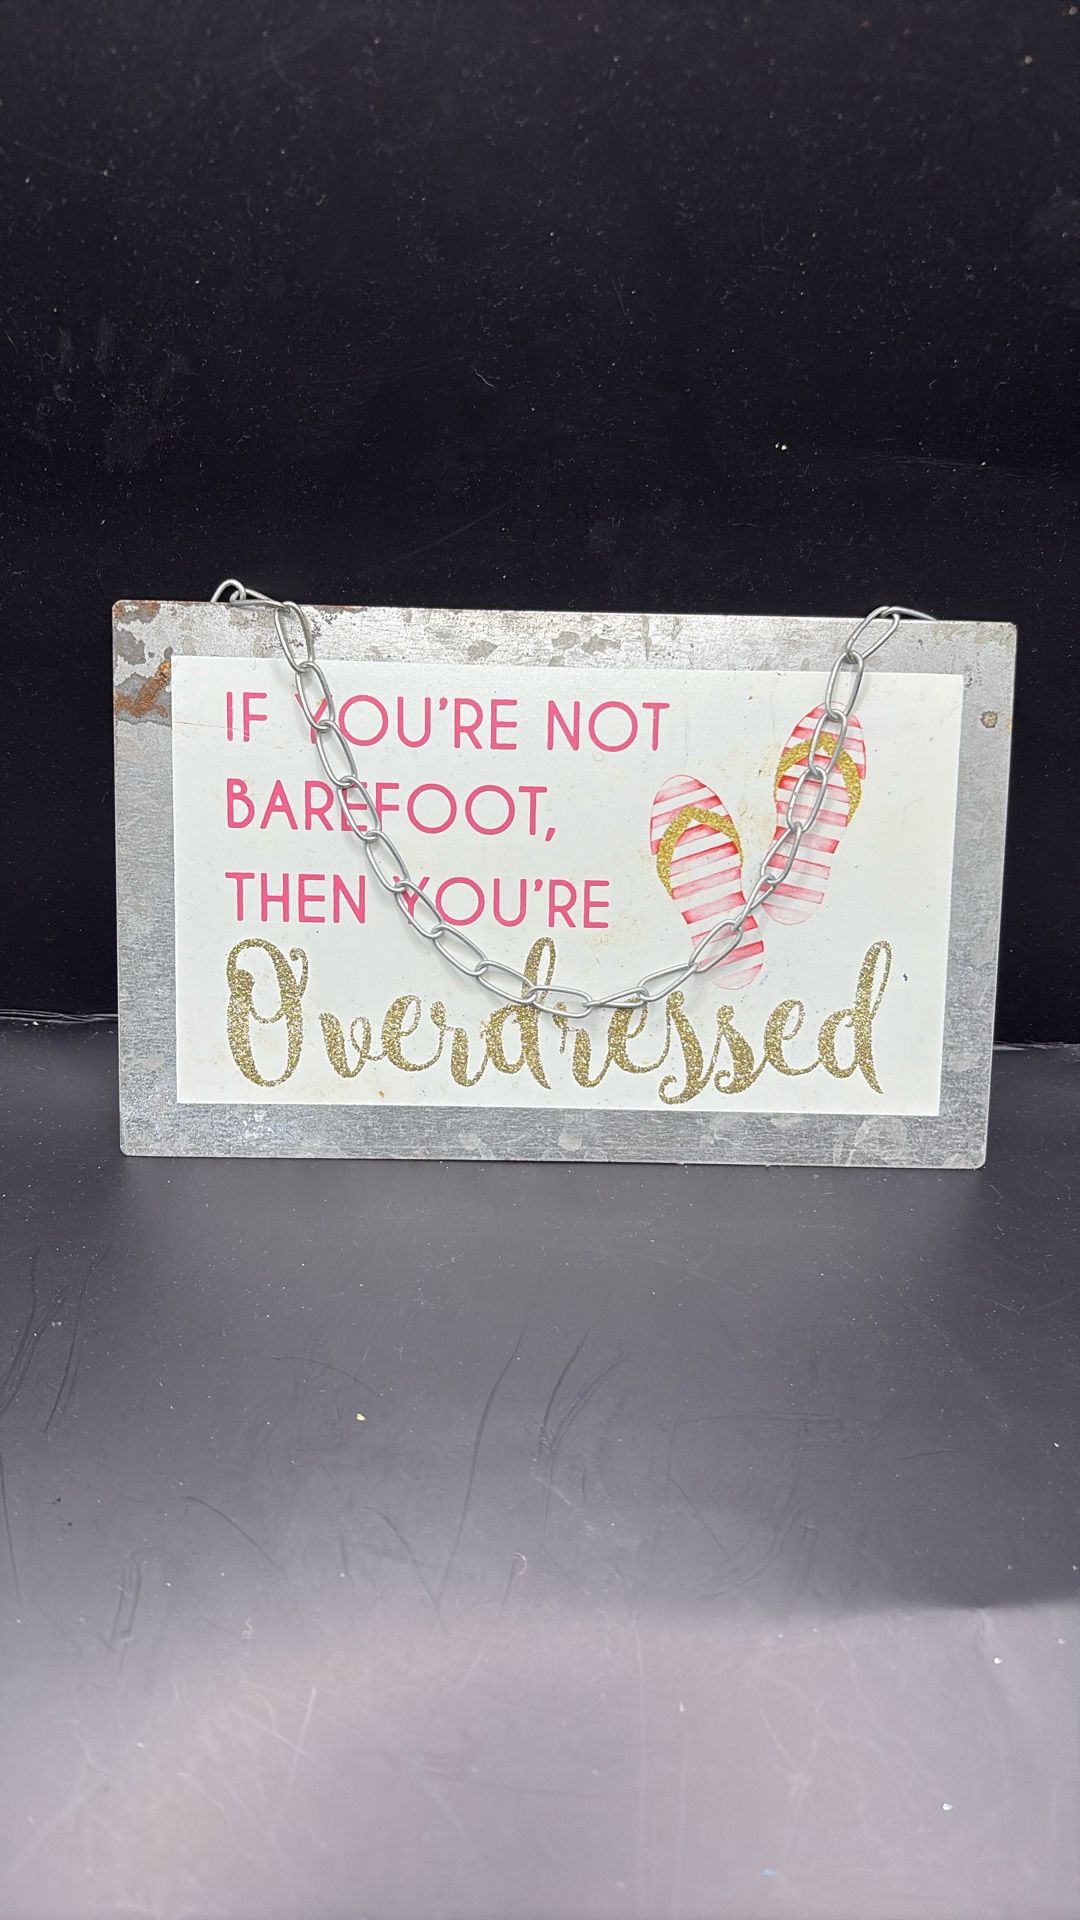 IF YOU'RE NOT
BAREFOOT,
THEN YOU'RE
Overdressed